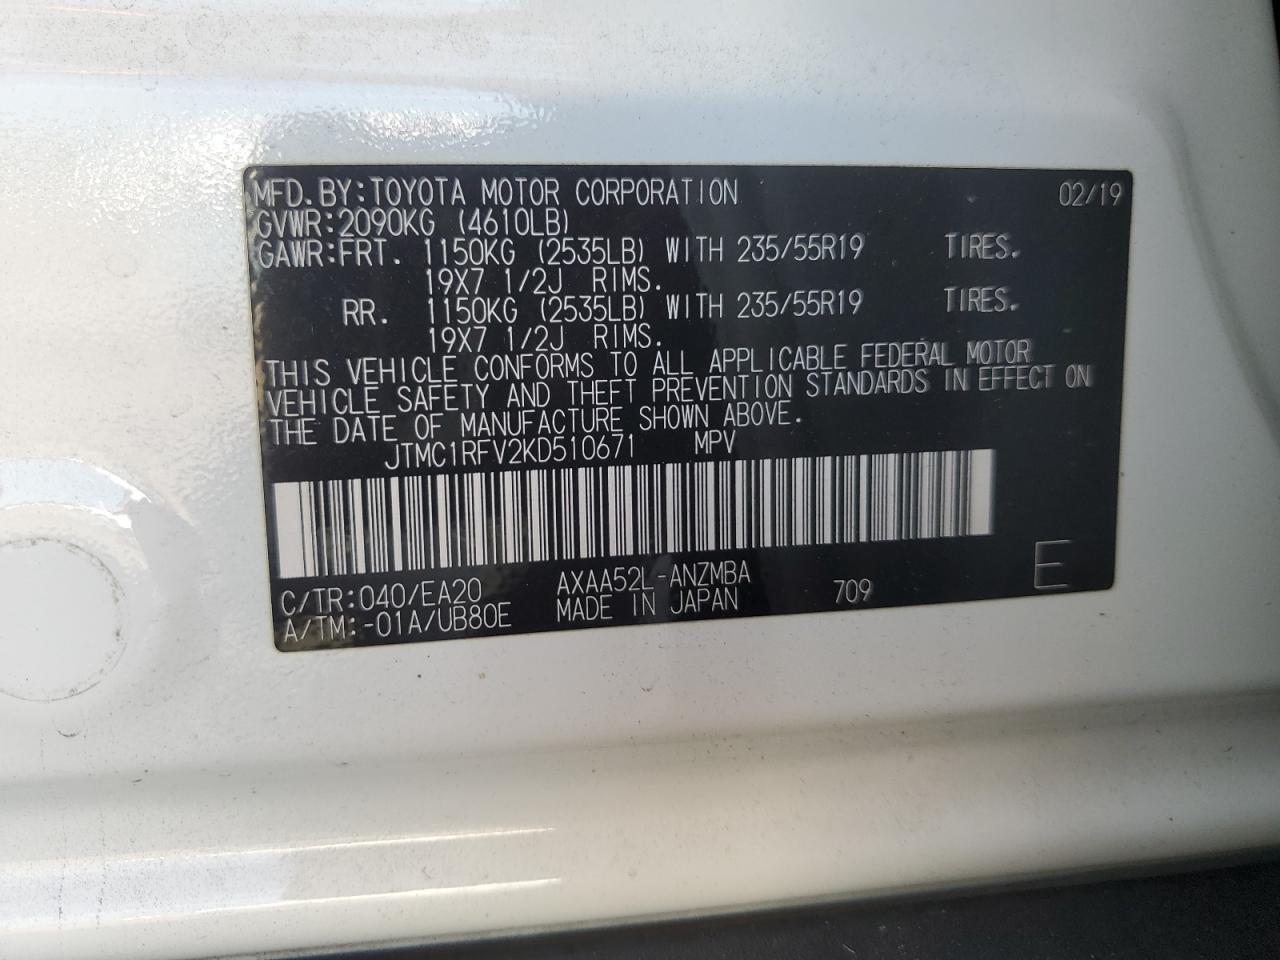 MFD. BY: TOYOTA MOTOR CORPORATION 02/19
GVWR: 2090KG (4610LB)
GAWR: FRT. 1150KG (2535LB) WITH 235/55R19 TIRES.
19X7 1/2J RIMS.
RR. 1150KG (2535LB) WITH 235/55R19 TIRES.
19X7 1/2J RIMS.
THIS VEHICLE CONFORMS TO ALL APPLICABLE FEDERAL MOTOR
VEHICLE SAFETY AND THEFT PREVENTION STANDARDS IN EFFECT ON
THE DATE OF MANUFACTURE SHOWN ABOVE.
JTMC1RFV2KD510671 MPV
C/TR: 040/EA20 AXAA52L-ANZMBA 709 E
A/TM: -01A/UB80E MADE IN JAPAN